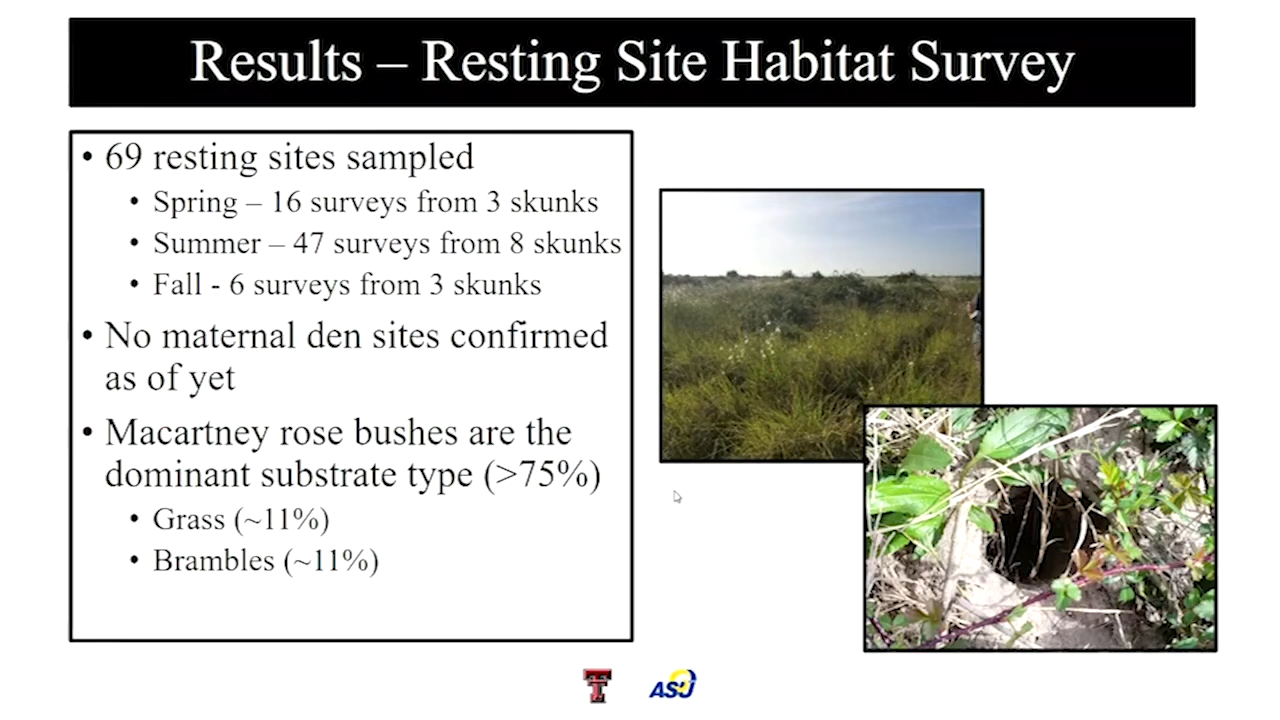 Results – Resting Site Habitat Survey
• 69 resting sites sampled
• Spring – 16 surveys from 3 skunks
• Summer – 47 surveys from 8 skunks
• Fall - 6 surveys from 3 skunks
• No maternal den sites confirmed
as of yet
• Macartney rose bushes are the
dominant substrate type (>75%)
• Grass (~11%)
• Brambles (~11%)
T ASU